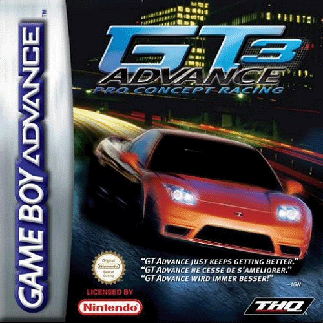 GAME BOY ADVANCE
GT3
ADVANCE
PRO CONCEPT RACING
"GT ADVANCE JUST KEEPS GETTING BETTER."
"GT ADVANCE NE CESSE DE S'AMELIORER."
"GT ADVANCE WIRD IMMER BESSER!"
LICENSED BY
Nintendo
THQ